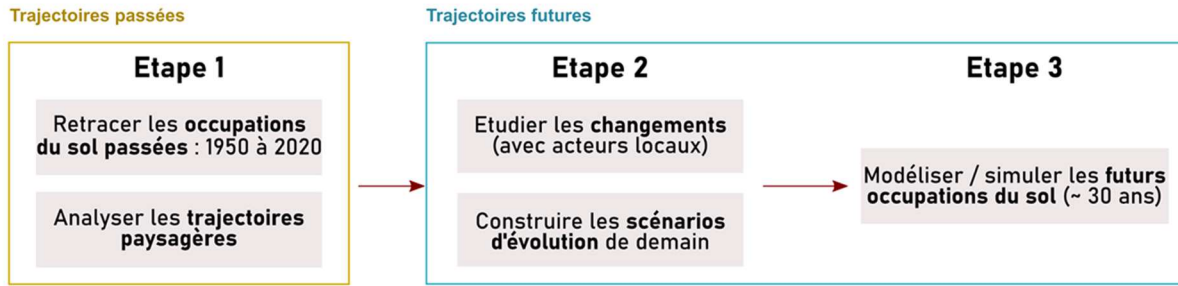 Trajectoires passées
Trajectoires futures
Etape 1
Retracer les occupations
du sol passées : 1950 à 2020
Analyser les trajectoires
paysagères
Etape 2
Etudier les changements
(avec acteurs locaux)
Construire les scénarios
d'évolution de demain
Etape 3
Modéliser / simuler les futurs
occupations du sol (~ 30 ans)